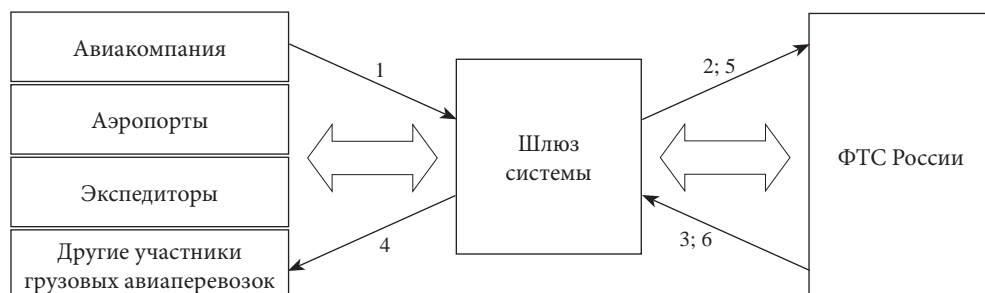 Авиакомпания
Аэропорты
Экспедиторы
Другие участники
грузовых авиаперевозок
1
4
Шлюз
системы
2; 5
3; 6
ФТС России